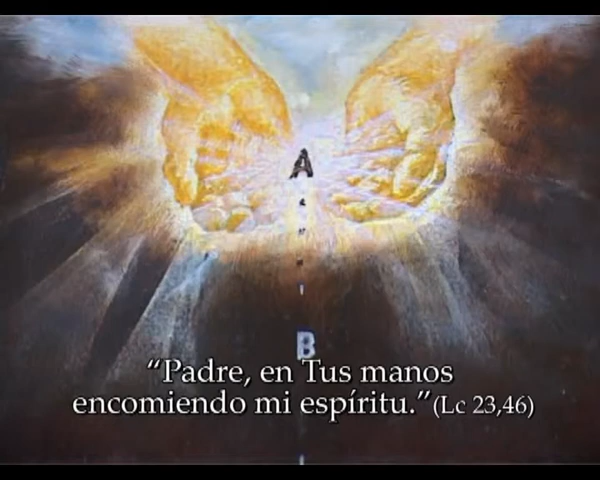 A
B
“Padre, en Tus manos
encomiendo mi espíritu.” (Lc 23,46)